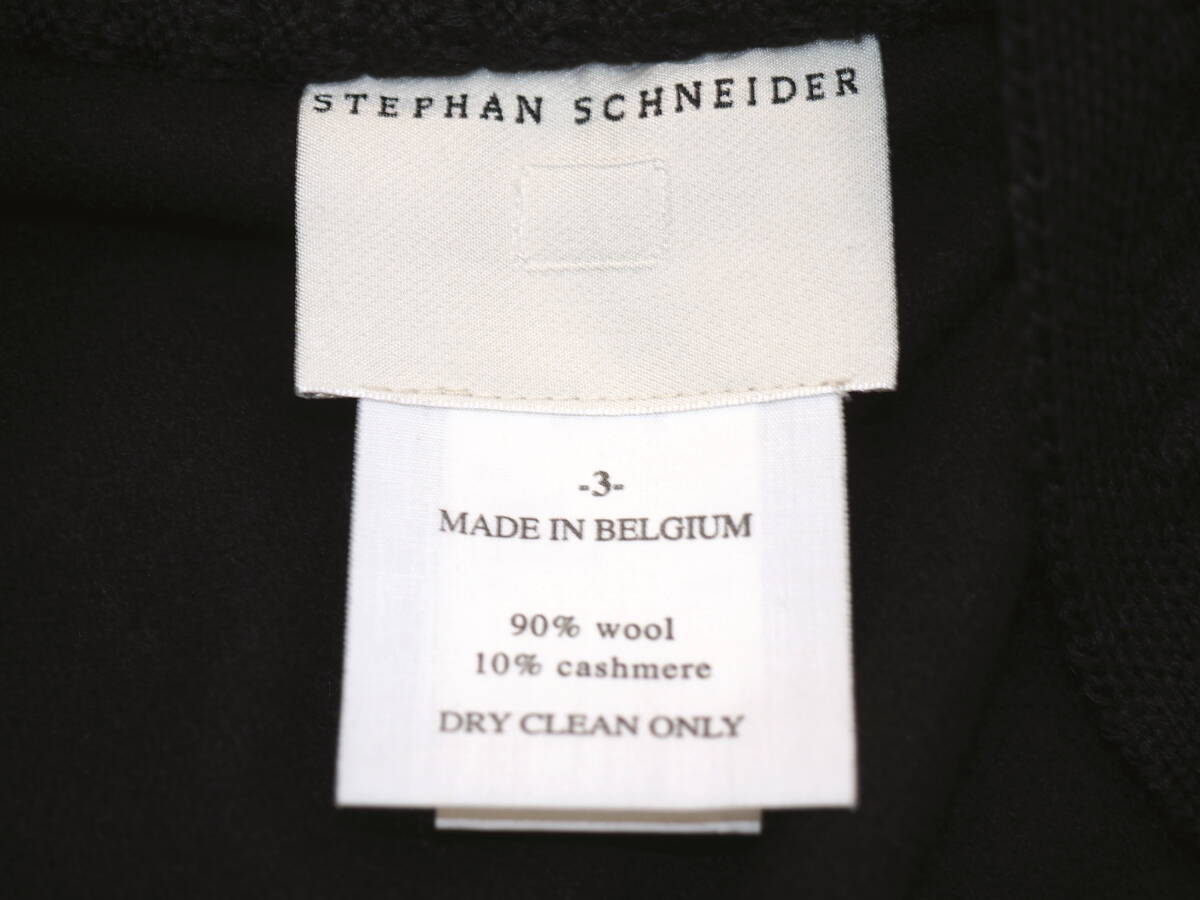 STEPHAN SCHNEIDER
-3-
MADE IN BELGIUM
90% wool
10% cashmere
DRY CLEAN ONLY